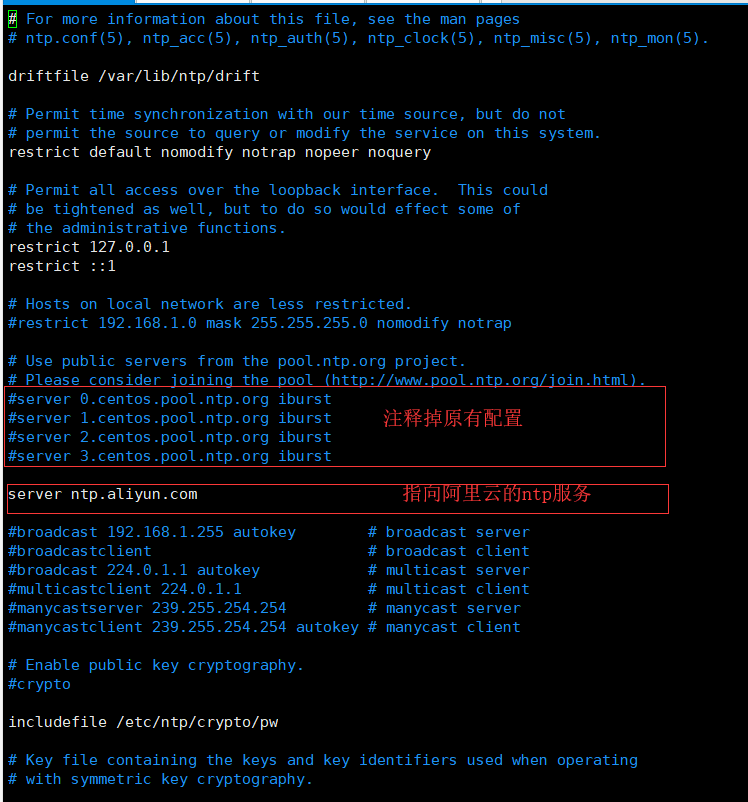 # For more information about this file, see the man pages
# ntp.conf(5), ntp_acc(5), ntp_auth(5), ntp_clock(5), ntp_misc(5), ntp_mon(5).
driftfile /var/lib/ntp/drift
# Permit time synchronization with our time source, but do not
# permit the source to query or modify the service on this system.
restrict default nomodify notrap nopeer noquery
# Permit all access over the loopback interface.  This could
# be tightened as well, but to do so would effect some of
# the administrative functions.
restrict 127.0.0.1
restrict ::1
# Hosts on local network are less restricted.
#restrict 192.168.1.0 mask 255.255.255.0 nomodify notrap
# Use public servers from the pool.ntp.org project.
# Please consider joining the pool (http://www.pool.ntp.org/join.html).
#server 0.centos.pool.ntp.org iburst
#server 1.centos.pool.ntp.org iburst 注释掉原有配置
#server 2.centos.pool.ntp.org iburst
#server 3.centos.pool.ntp.org iburst
server ntp.aliyun.com 指向阿里云的ntp服务
#broadcast 192.168.1.255 autokey        # broadcast server
#broadcastclient                        # broadcast client
#broadcast 224.0.1.1 autokey            # multicast server
#multicastclient 224.0.1.1              # multicast client
#manycastserver 239.255.254.254         # manycast server
#manycastclient 239.255.254.254 autokey # manycast client
# Enable public key cryptography.
#crypto
includefile /etc/ntp/crypto/pw
# Key file containing the keys and key identifiers used when operating
# with symmetric key cryptography.